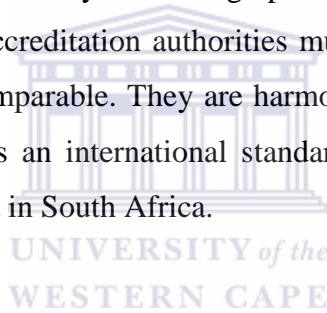 ccreditation authorities mu
mparable. They are harmo
s an international standar
in South Africa.
UNIVERSITY of the
WESTERN CAPE